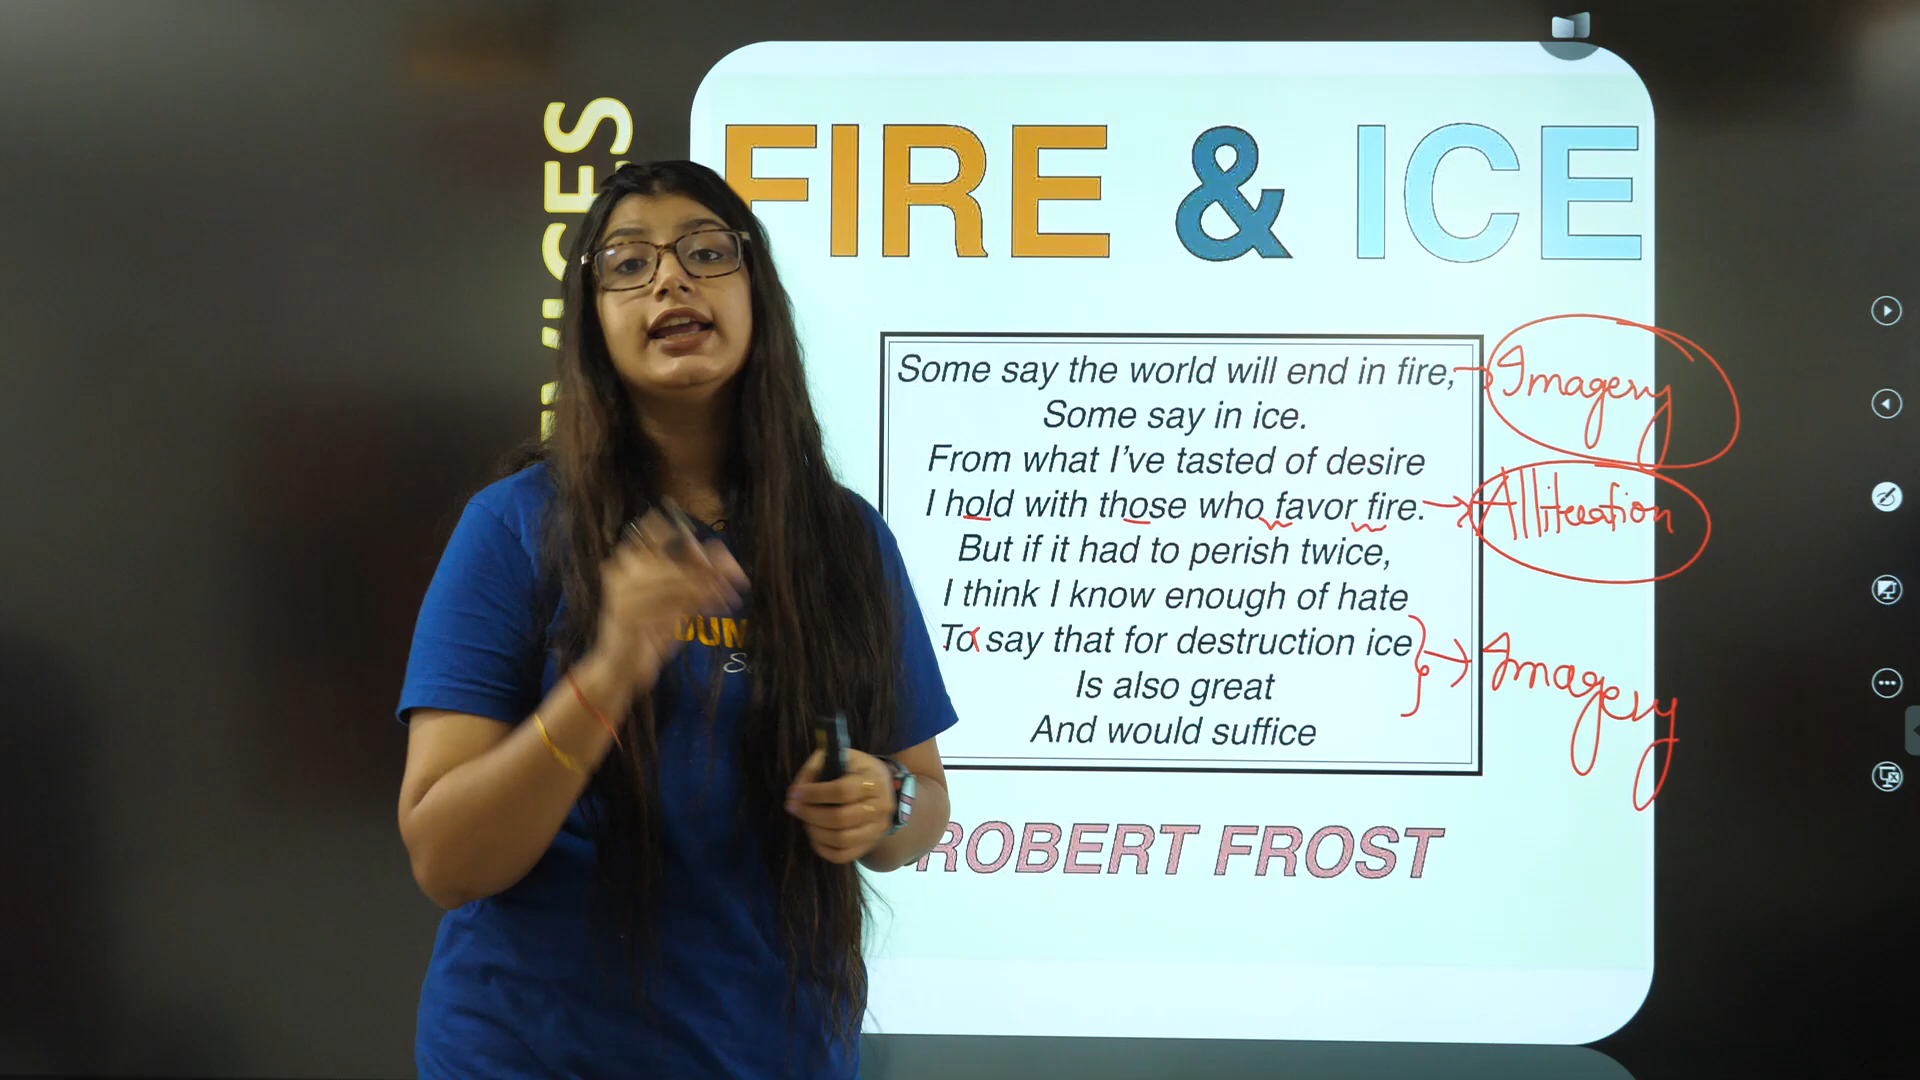 FIRE & ICE
Some say the world will end in fire,
Imagery
Some say in ice.
From what I've tasted of desire
I hold with those who favor fire.
Alliteration
But if it had to perish twice,
I think I know enough of hate
To say that for destruction ice
Imagery
Is also great
And would suffice
ROBERT FROST